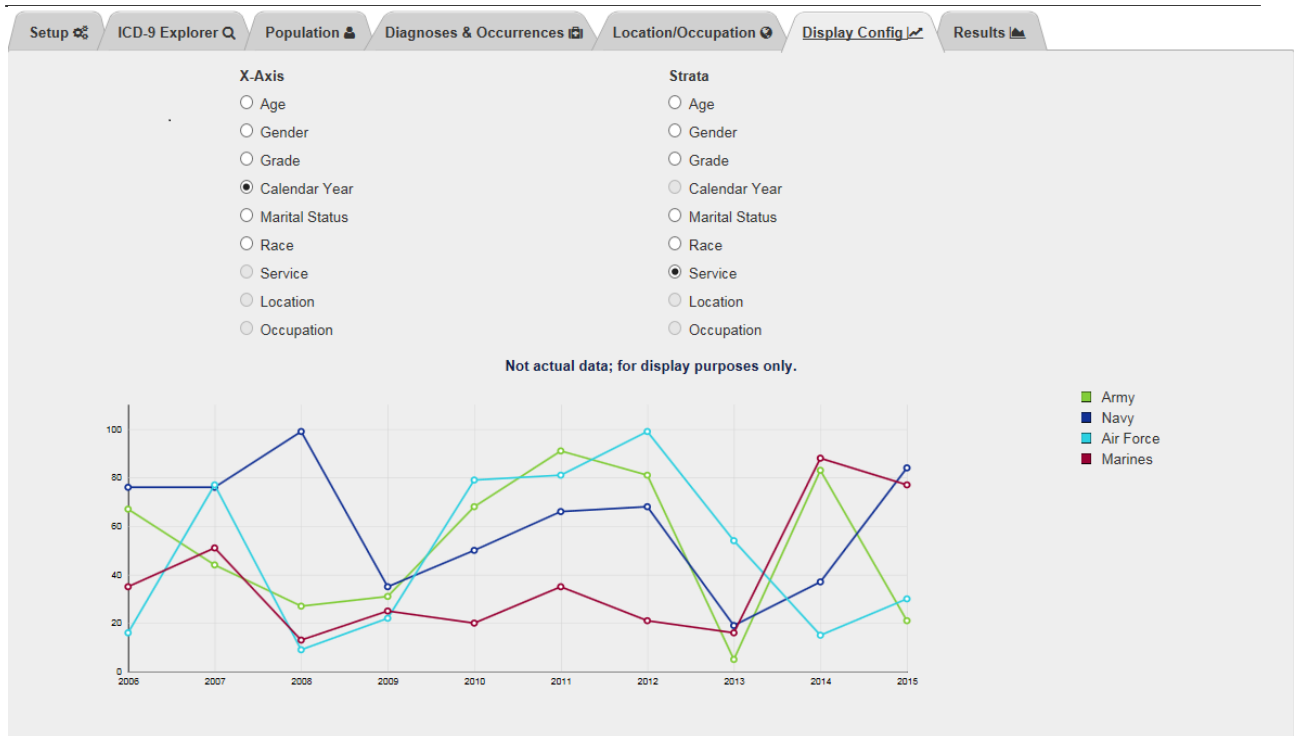 Setup ICD-9 Explorer Population Diagnoses & Occurrences Location/Occupation Display Config Results
X-Axis
Age
Gender
Grade
Calendar Year
Marital Status
Race
Service
Location
Occupation
Strata
Age
Gender
Grade
Calendar Year
Marital Status
Race
Service
Location
Occupation
Not actual data; for display purposes only.
Army
Navy
Air Force
Marines
100
80
60
40
20
0
2006 2007 2008 2009 2010 2011 2012 2013 2014 2015